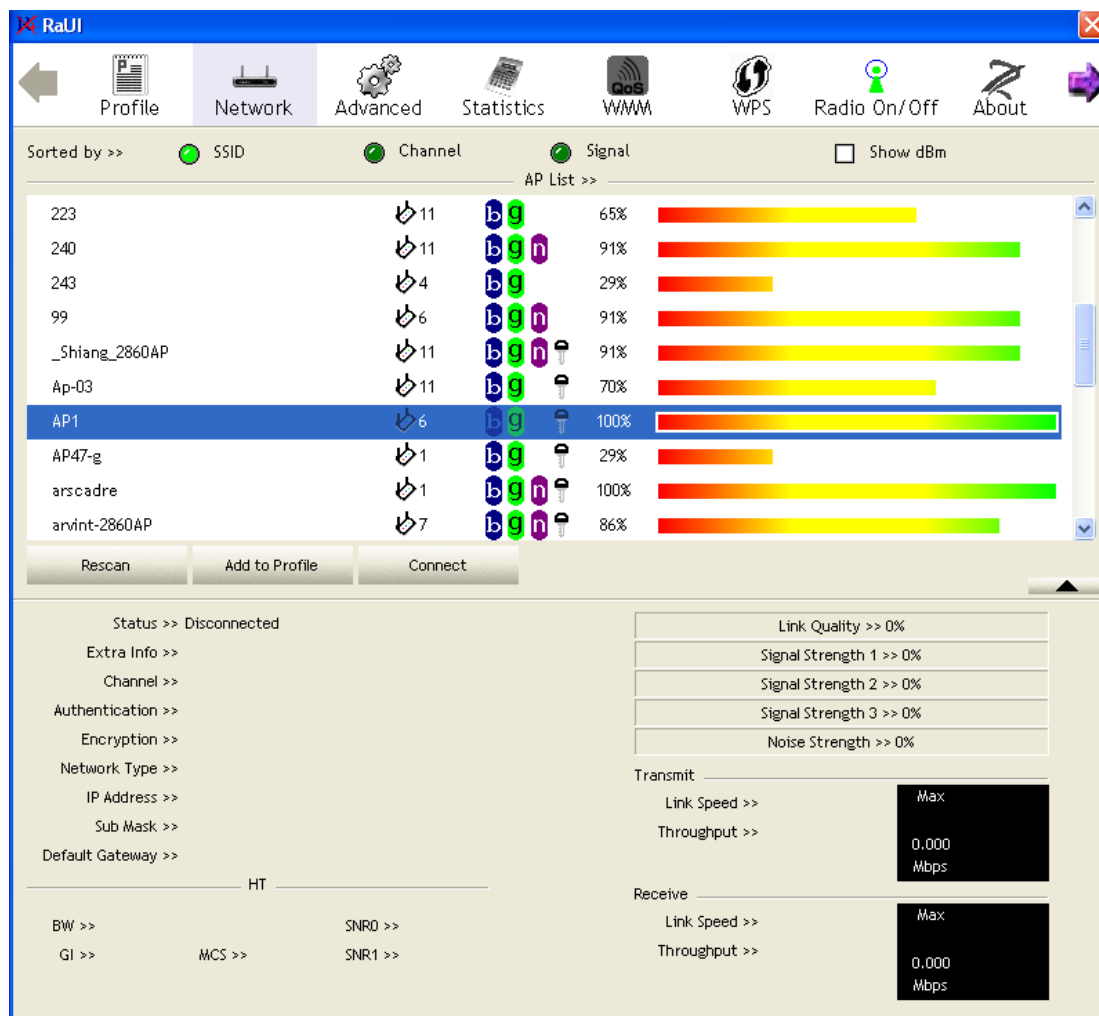 RaUI
Profile Network Advanced Statistics QoS WMM WPS Radio On/Off About
Sorted by >> SSID Channel Signal Show dBm
AP List >>
223 11 b g 65%
240 11 b g n 91%
243 4 b g 29%
99 6 b g n 91%
_Shiang_2860AP 11 b g n 91%
Ap-03 11 b g 70%
AP1 6 b g 100%
AP47-g 1 b g 29%
arscadre 1 b g n 100%
arvint-2860AP 7 b g n 86%
Rescan Add to Profile Connect
Status >> Disconnected
Extra Info >>
Channel >>
Authentication >>
Encryption >>
Network Type >>
IP Address >>
Sub Mask >>
Default Gateway >>
HT
BW >> SNR0 >>
GI >> MCS >> SNR1 >>
Link Quality >> 0%
Signal Strength 1 >> 0%
Signal Strength 2 >> 0%
Signal Strength 3 >> 0%
Noise Strength >> 0%
Transmit
Link Speed >>
Throughput >>
Max
0.000
Mbps
Receive
Link Speed >>
Throughput >>
Max
0.000
Mbps